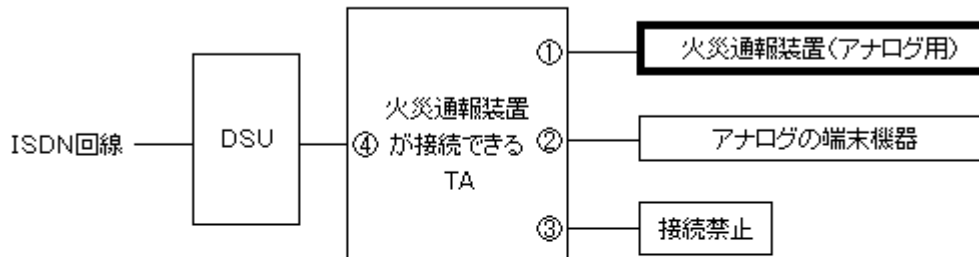 ISDN回線
DSU
火災通報装置
が接続できる
TA
①
②
③
④
火災通報装置(アナログ用)
アナログの端末機器
接続禁止